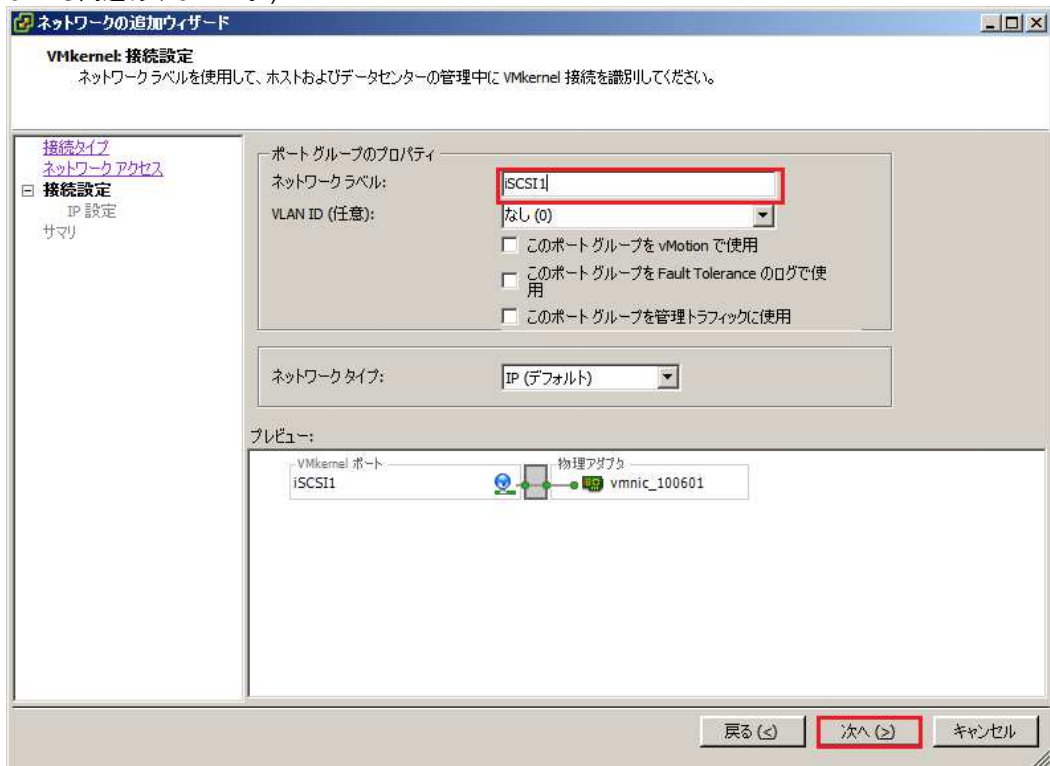 ネットワークの追加ウィザード
VMkernel: 接続設定
ネットワーク ラベルを使用して、ホストおよびデータセンターの管理中に VMkernel 接続を識別してください。
接続タイプ
ネットワーク アクセス
接続設定
IP 設定
サマリ
ポート グループのプロパティ
ネットワーク ラベル:
iSCSI1
VLAN ID (任意):
なし (0)
このポート グループを vMotion で使用
このポート グループを Fault Tolerance のログで使
用
このポート グループを管理トラフィックに使用
ネットワーク タイプ:
IP (デフォルト)
プレビュー:
VMkernel ポート
物理アダプタ
iSCSI1
vmnic_100601
戻る (<)
次へ (>)
キャンセル